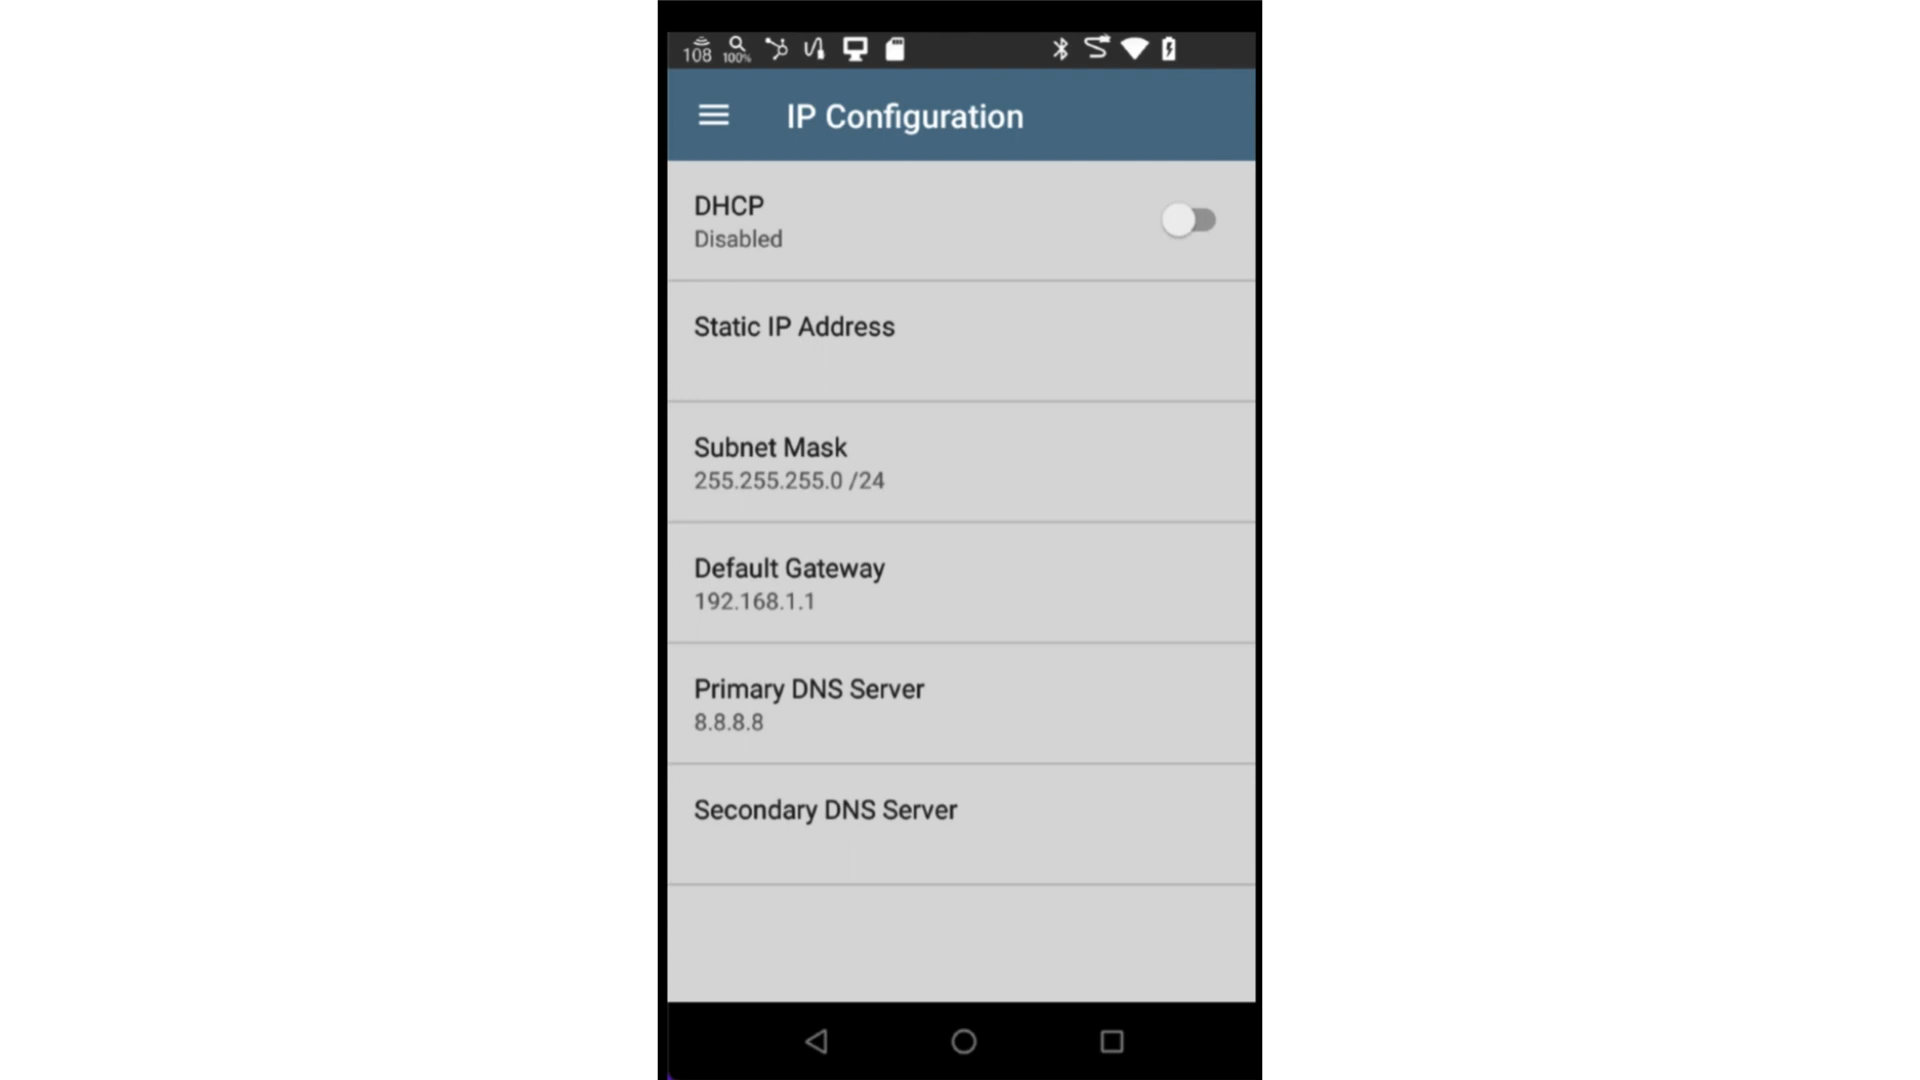 108
100%
IP Configuration
DHCP
Disabled
Static IP Address
Subnet Mask
255.255.255.0 /24
Default Gateway
192.168.1.1
Primary DNS Server
8.8.8.8
Secondary DNS Server